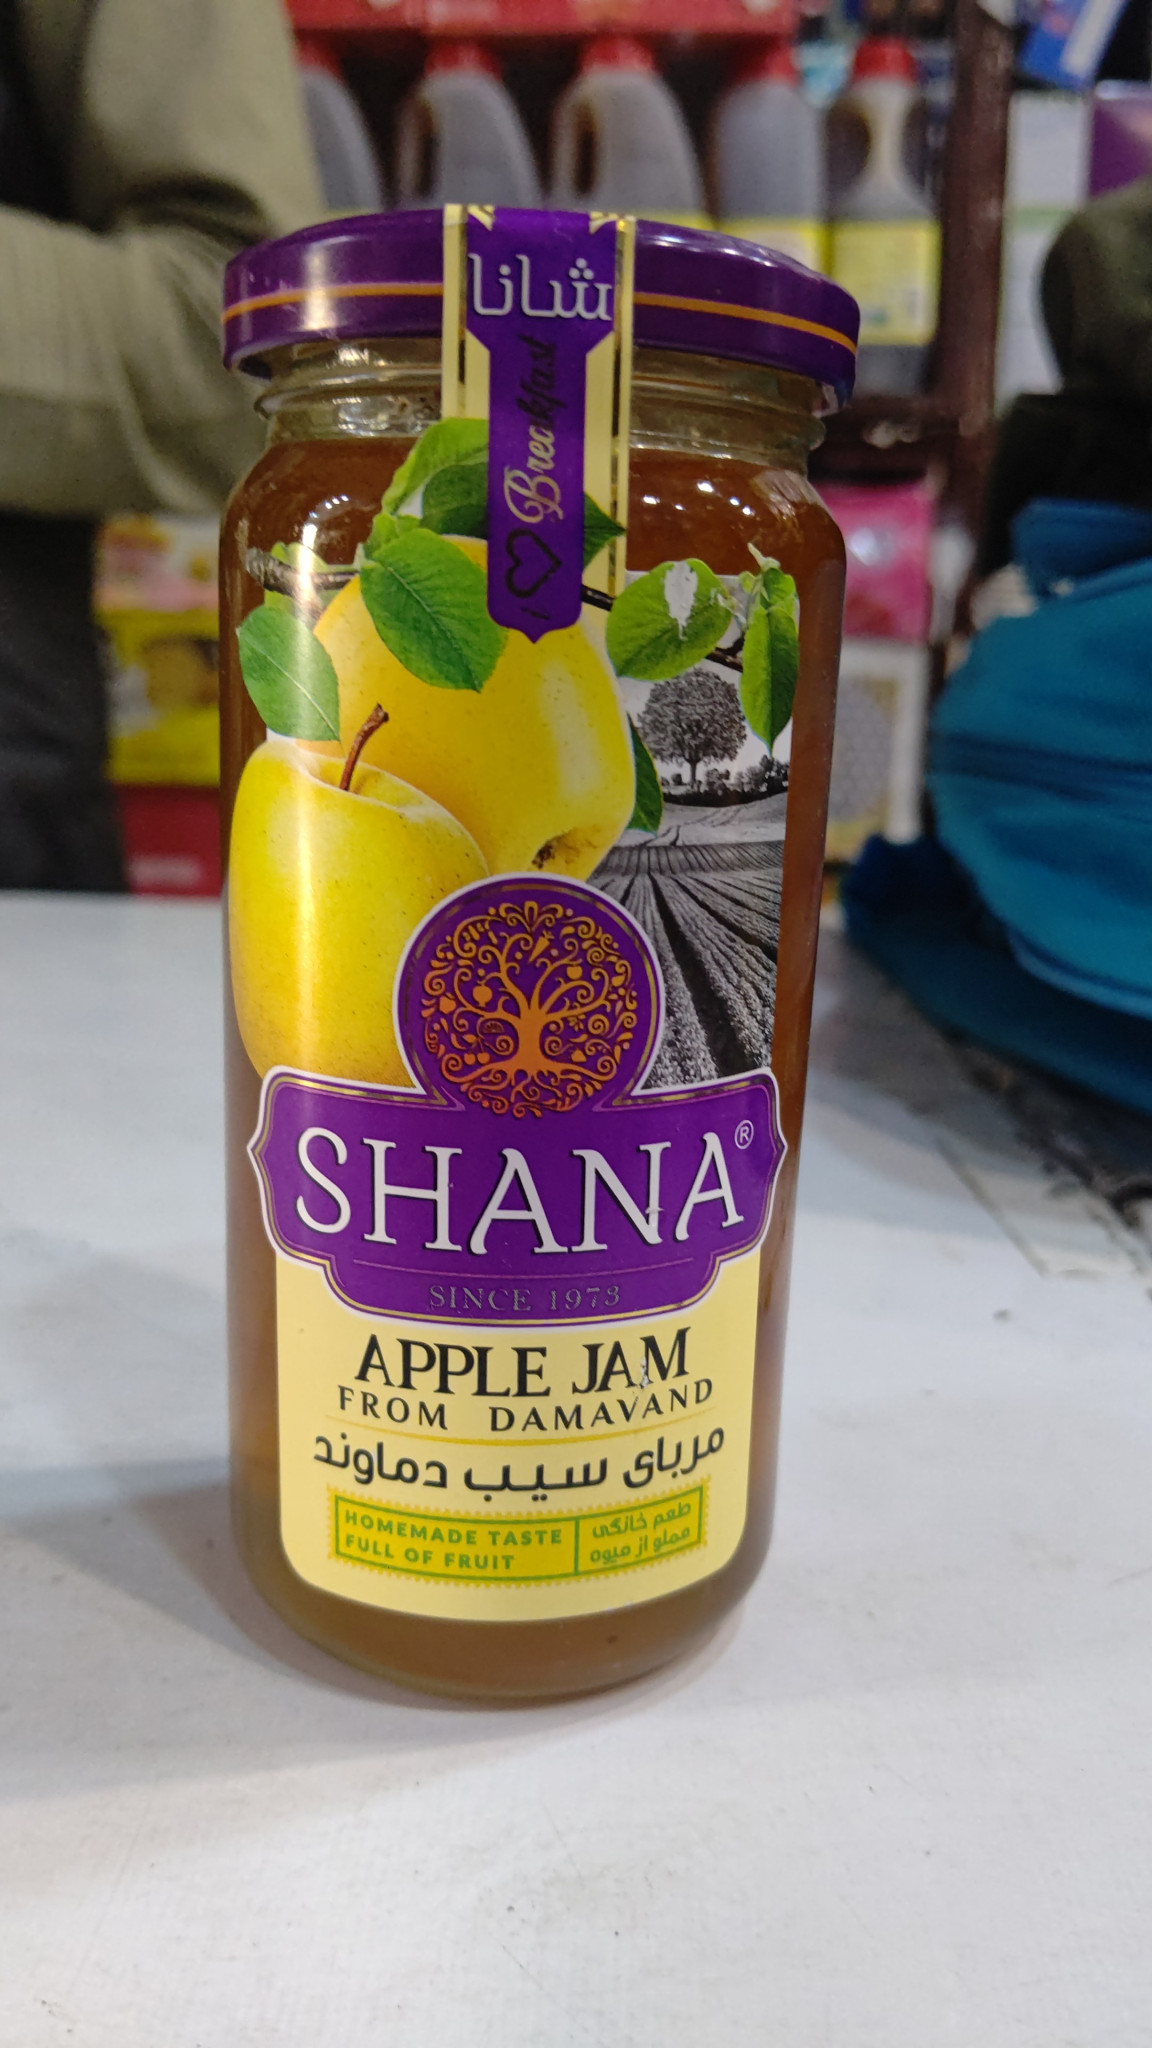 شانا
i Breakfast
SHANA®
SINCE 1973
APPLE JAM
FROM DAMAVAND
مربای سیب دماوند
HOMEMADE TASTE
FULL OF FRUIT
طعم خانگی
مملو از میوه